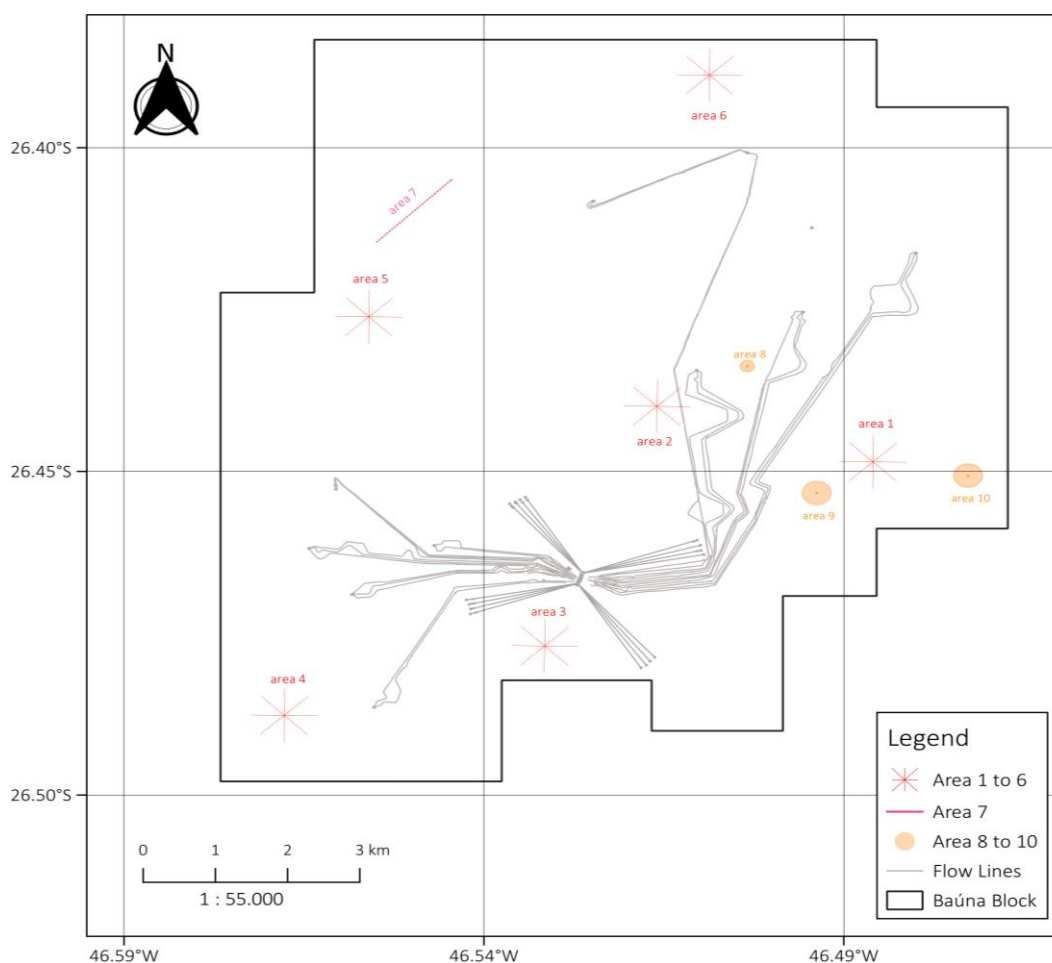 N
area 6
26.40°S
area 7
area 5
area 8
area 2
area 1
26.45°S
area 10
area 9
area 3
area 4
26.50°S
0 1 2 3 km
1 : 55.000
Legend
Area 1 to 6
Area 7
Area 8 to 10
Flow Lines
Baúna Block
46.59°W 46.54°W 46.49°W